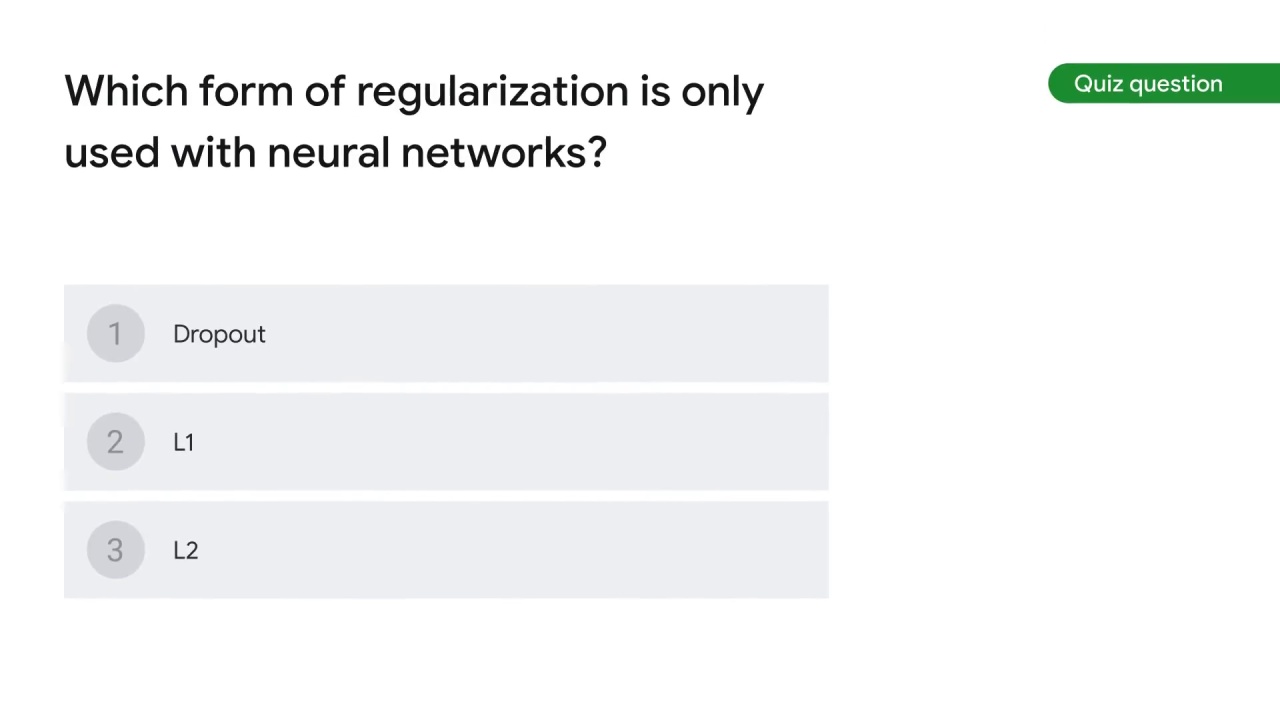 Which form of regularization is only
used with neural networks?
Quiz question
1 Dropout
2 L1
3 L2